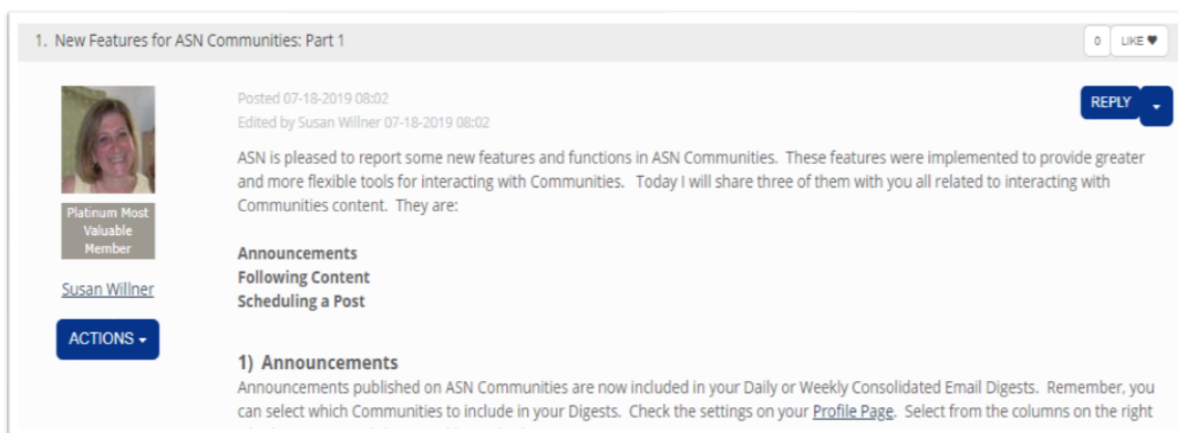 1. New Features for ASN Communities: Part 1
0 LIKE
Posted 07-18-2019 08:02
REPLY
Edited by Susan Willner 07-18-2019 08:02
ASN is pleased to report some new features and functions in ASN Communities. These features were implemented to provide greater
and more flexible tools for interacting with Communities. Today I will share three of them with you all related to interacting with
Communities content. They are:
Platinum Most
Valuable
Member
Susan Willner
ACTIONS
Announcements
Following Content
Scheduling a Post
1) Announcements
Announcements published on ASN Communities are now included in your Daily or Weekly Consolidated Email Digests. Remember, you
can select which Communities to include in your Digests. Check the settings on your Profile Page. Select from the columns on the right